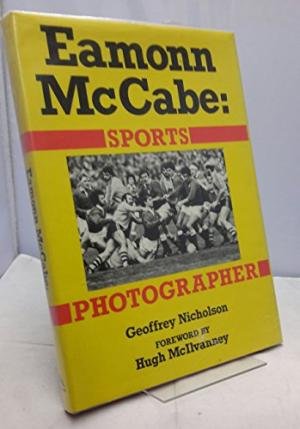 Eamonn
McCabe:
SPORTS
PHOTOGRAPHER
Geoffrey Nicholson
FOREWORD BY
Hugh McIlvanney
Eamonn McCabe: